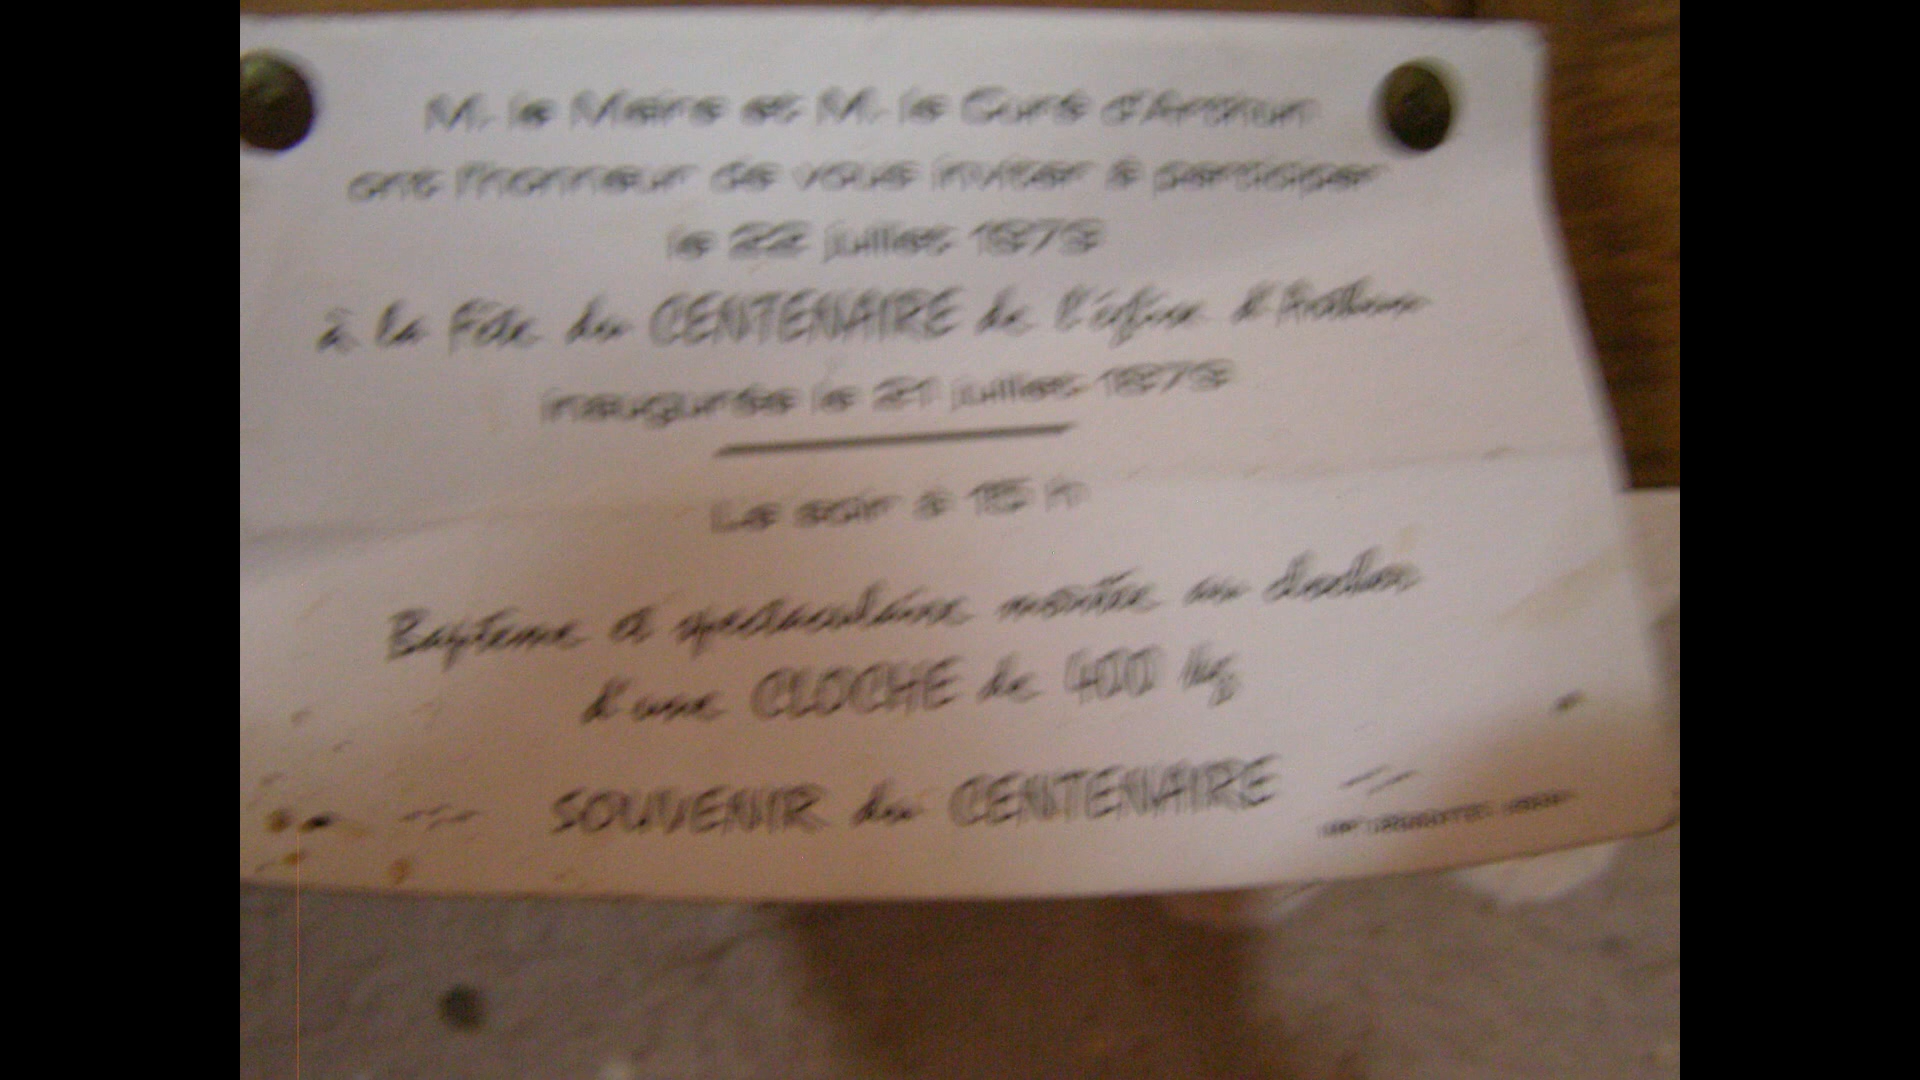 M. le Maire et M. le Curé d'Arthun
ont l'honneur de vous inviter à participer
le 22 juillet 1979
à la Fête du CENTENAIRE de l'église d'Arthun
inaugurée le 21 juillet 1879
Le soir à 15 h
Baptême et spectaculaire montée au clocher
d'une CLOCHE de 400 kg
SOUVENIR du CENTENAIRE